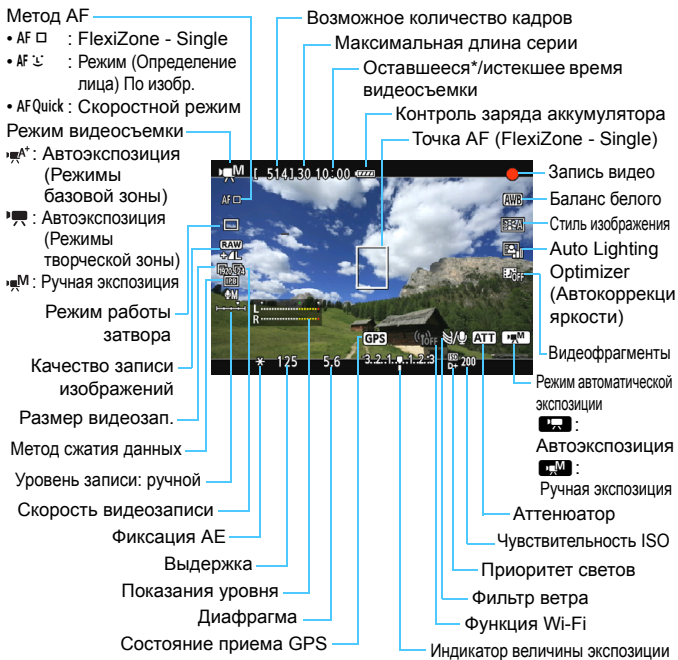 Метод AF
• AF □ : FlexiZone - Single
• AF : Режим (Определение
лица) По изобр.
• AFQuick : Скоростной режим
Режим видеосъемки
A+ : Автоэкспозиция
(Режимы
базовой зоны)
: Автоэкспозиция
(Режимы
творческой зоны)
M : Ручная экспозиция
Режим работы
затвора
Качество записи
изображений
Размер видеозап.
Метод сжатия данных
Уровень записи: ручной
Скорость видеозаписи
Фиксация AE
Выдержка
Показания уровня
Диафрагма
Состояние приема GPS
Возможное количество кадров
Максимальная длина серии
Оставшееся*/истекшее время
видеосъемки
Контроль заряда аккумулятора
Точка AF (FlexiZone - Single)
M [ 514] 30 10:00
AF □
AWB
RAW
+◢L
OFF
IPB
M
L
R
GPS OFF / ATT M
* 125 5.6 3..2..1..▼..1..2..:3 ISO D+ 200
Запись видео
Баланс белого
Стиль изображения
Auto Lighting
Optimizer
(Автокоррекци
яркости)
Видеофрагменты
Режим автоматической
экспозиции
:
Автоэкспозиция
M :
Ручная экспозиция
Аттенюатор
Чувствительность ISO
Приоритет светов
Фильтр ветра
Функция Wi-Fi
Индикатор величины экспозиции